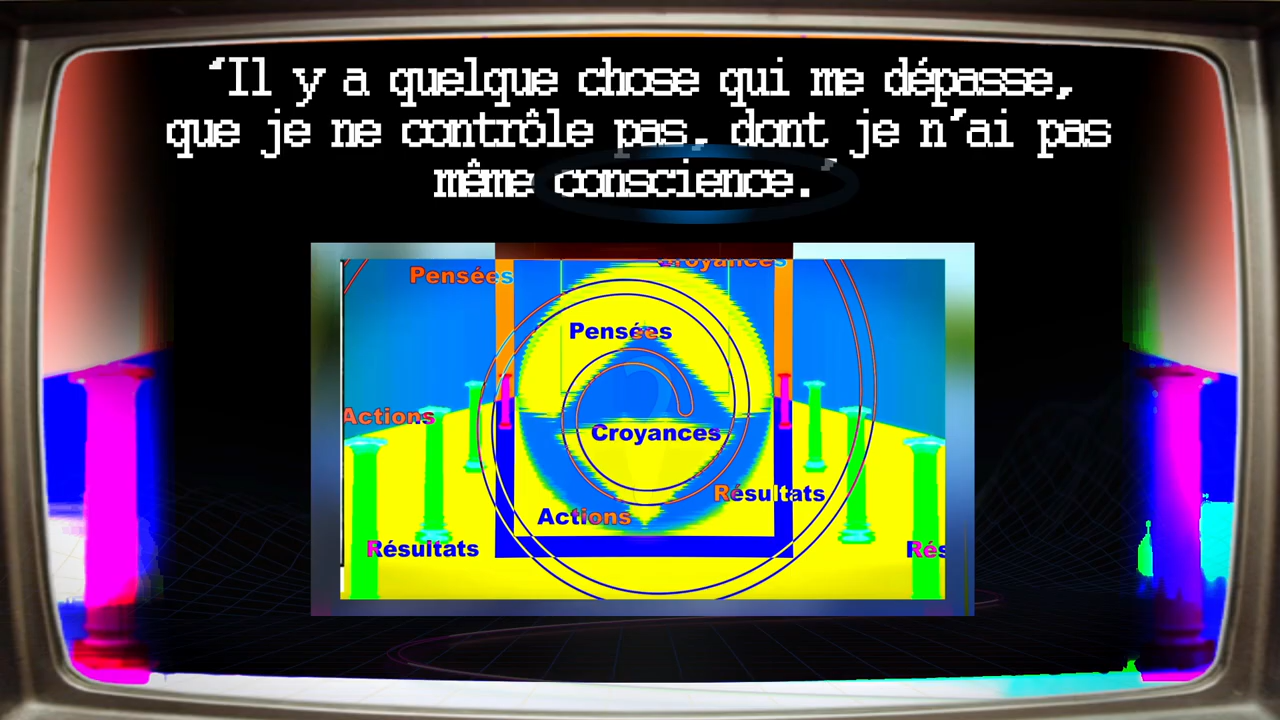 ‘Il y a quelque chose qui me dépasse,
que je ne contrôle pas, dont je n’ai pas
même conscience.’
Croyances
Pensées
Pensées
Actions
Croyances
Résultats
Actions
Résultats
Rés